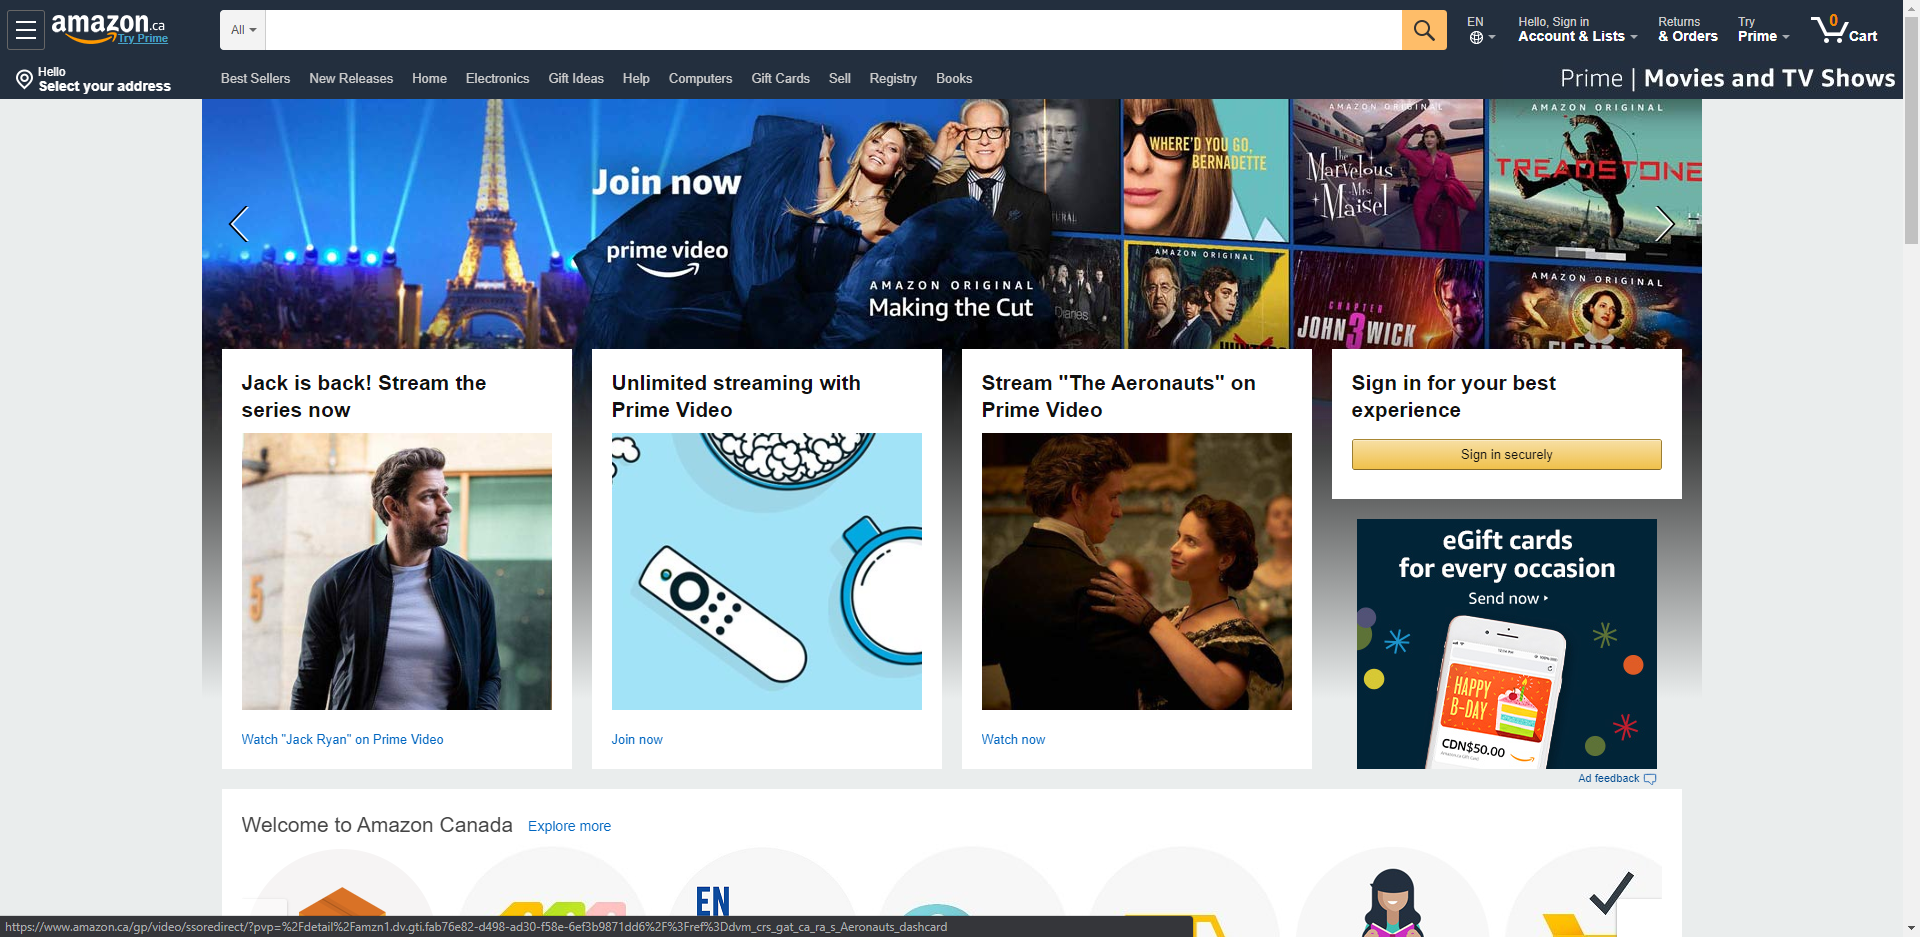 amazon.ca
Try Prime
All
EN
Hello, Sign in
Account & Lists
Returns
& Orders
Try
Prime
0
Cart
Hello
Select your address
Best Sellers
New Releases
Home
Electronics
Gift Ideas
Help
Computers
Gift Cards
Sell
Registry
Books
Prime | Movies and TV Shows
Join now
prime video
AMAZON ORIGINAL
Making the Cut
Diaries
WHERE'D YOU GO,
BERNADETTE
AMAZON ORIGINAL
The
Marvelous
Mrs.
Maisel
AMAZON ORIGINAL
TREADSTONE
AMAZON ORIGINAL
CHAPTER
JOHN 3 WICK
AMAZON ORIGINAL
Jack is back! Stream the
series now
Watch "Jack Ryan" on Prime Video
Unlimited streaming with
Prime Video
Join now
Stream "The Aeronauts" on
Prime Video
Watch now
Sign in for your best
experience
Sign in securely
eGift cards
for every occasion
Send now
HAPPY
B-DAY
CDN$50.00
Ad feedback
Welcome to Amazon Canada
Explore more
EN
https://www.amazon.ca/gp/video/ssoredirect/?pvp=%2Fdetail%2Famzn1.dv.gti.fab76e82-d498-ad30-f58e-6ef3b9871dd6%2F%3Fref%3Ddvm_crs_gat_ca_ra_s_Aeronauts_dashcard